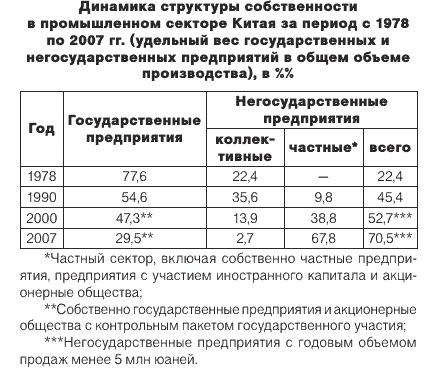 Динамика структуры собственности
в промышленном секторе Китая за период с 1978
по 2007 гг. (удельный вес государственных и
негосударственных предприятий в общем объеме
производства), в %%
Год Государственные предприятия Негосударственные предприятия
коллек-тивные частные* всего
1978 77,6 22,4 — 22,4
1990 54,6 35,6 9,8 45,4
2000 47,3** 13,9 38,8 52,7***
2007 29,5** 2,7 67,8 70,5***
*Частный сектор, включая собственно частные предпри-
ятия, предприятия с участием иностранного капитала и акци-
онерные общества;
**Собственно государственные предприятия и акционерные
общества с контрольным пакетом государственного участия;
***Негосударственные предприятия с годовым объемом
продаж менее 5 млн юаней.